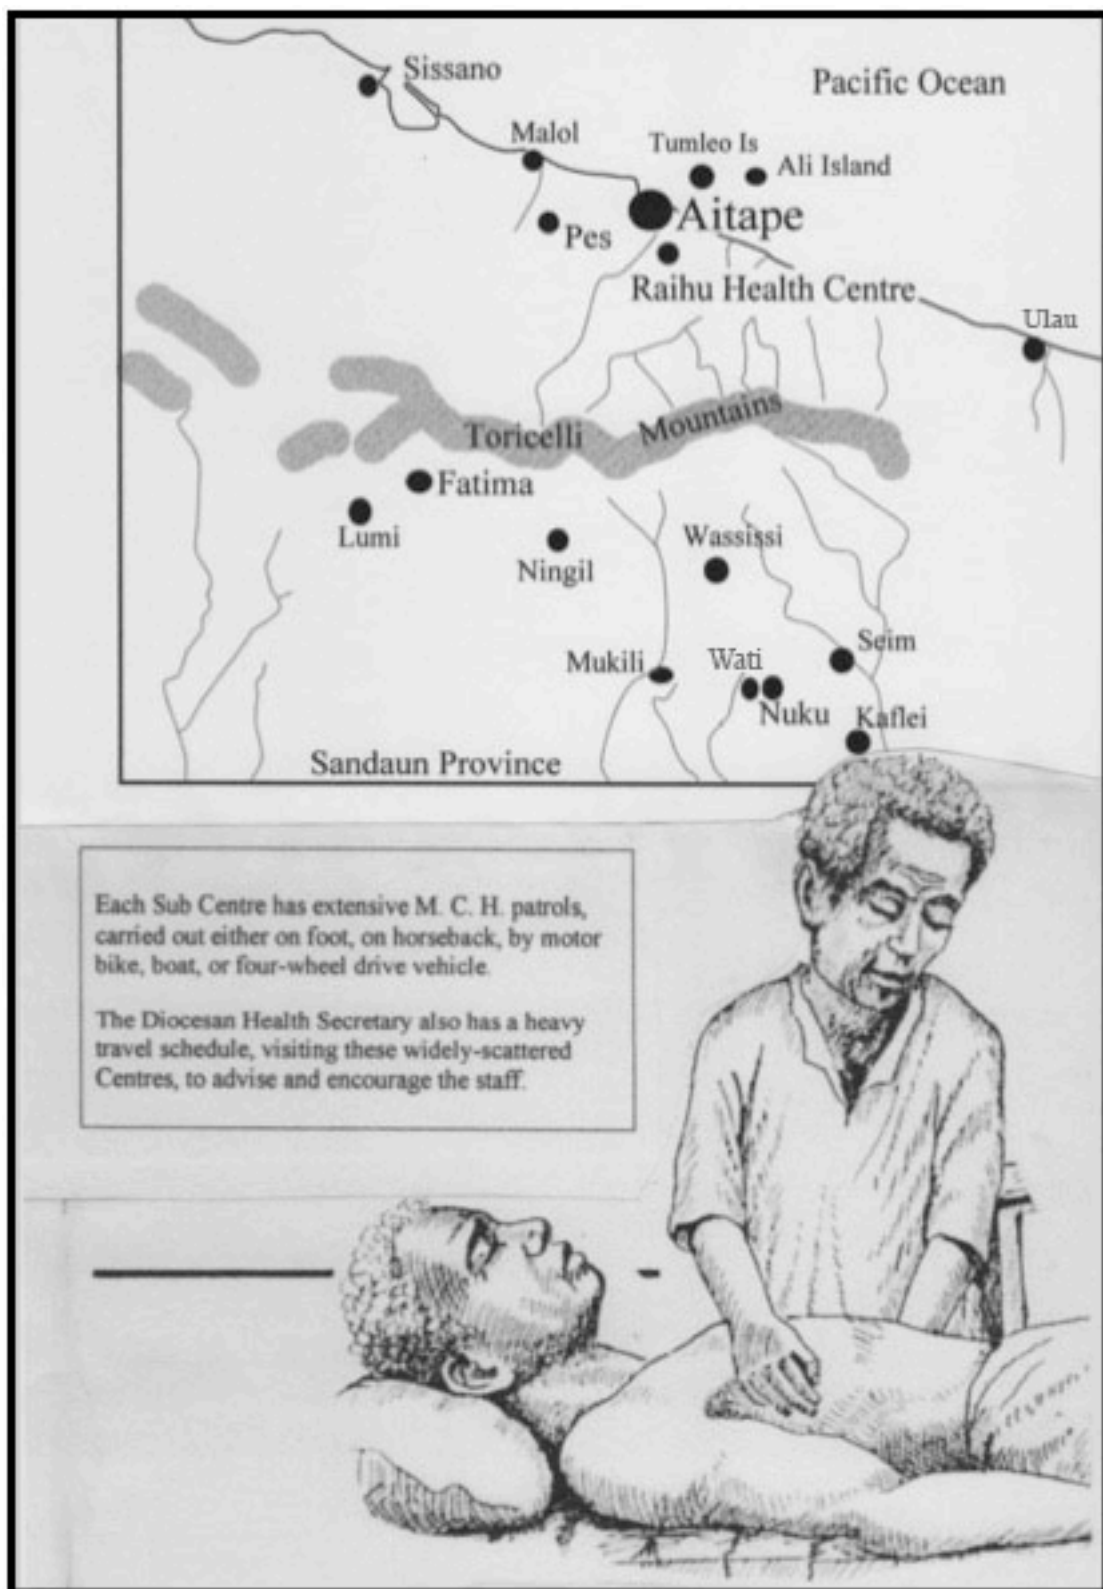 Sissano
Pacific Ocean
Malol
Tumleo Is
Ali Island
Aitape
Pes
Raihu Health Centre
Ulau
Toricelli Mountains
Fatima
Lumi
Ningil
Wassissi
Mukili
Wati
Seim
Nuku
Kaflei
Sandaun Province
Each Sub Centre has extensive M. C. H. patrols,
carried out either on foot, on horseback, by motor
bike, boat, or four-wheel drive vehicle.
The Diocesan Health Secretary also has a heavy
travel schedule, visiting these widely-scattered
Centres, to advise and encourage the staff.